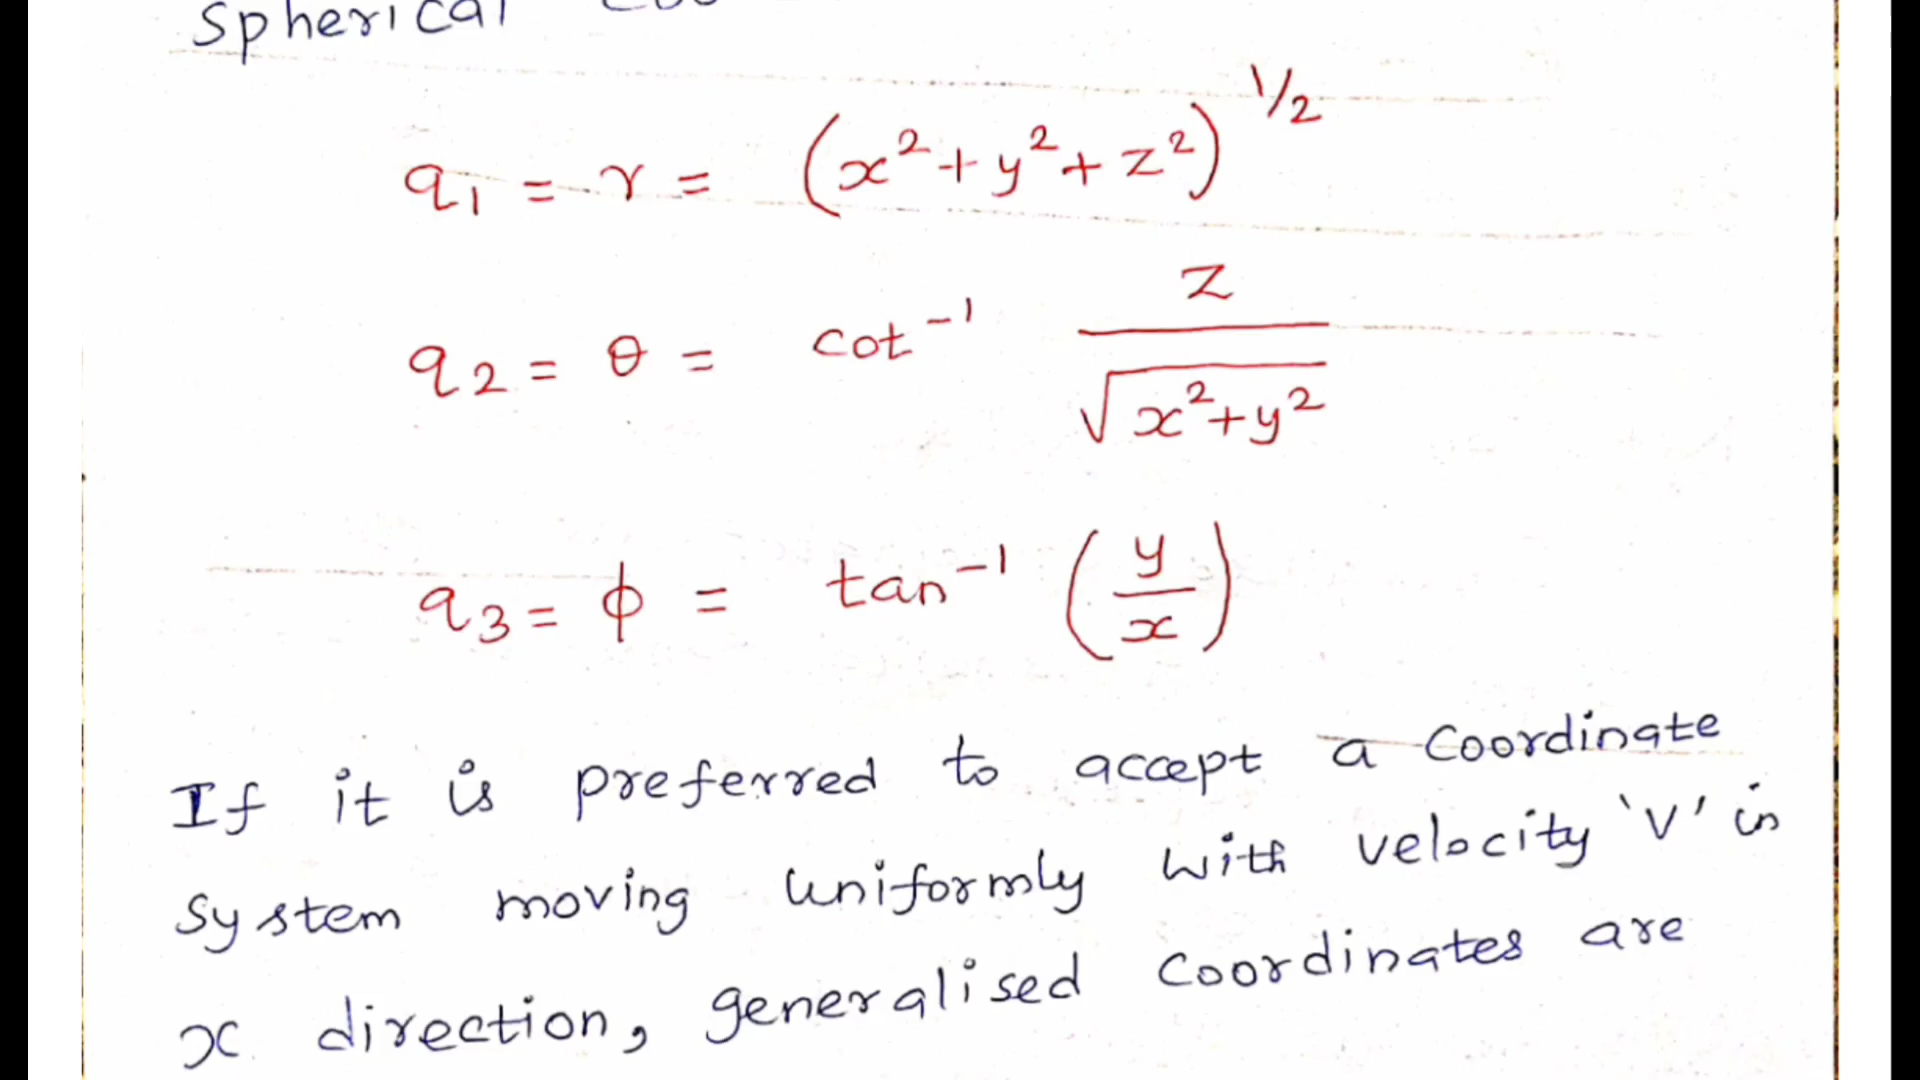 Spherical
q₁ = r = (x² + y² + z²)^1/2
q₂ = θ = cot⁻¹ z / √(x²+y²)
q₃ = ϕ = tan⁻¹ (y/x)
If it is preferred to accept a coordinate
system moving uniformly with velocity 'V' in
x direction, generalised coordinates are